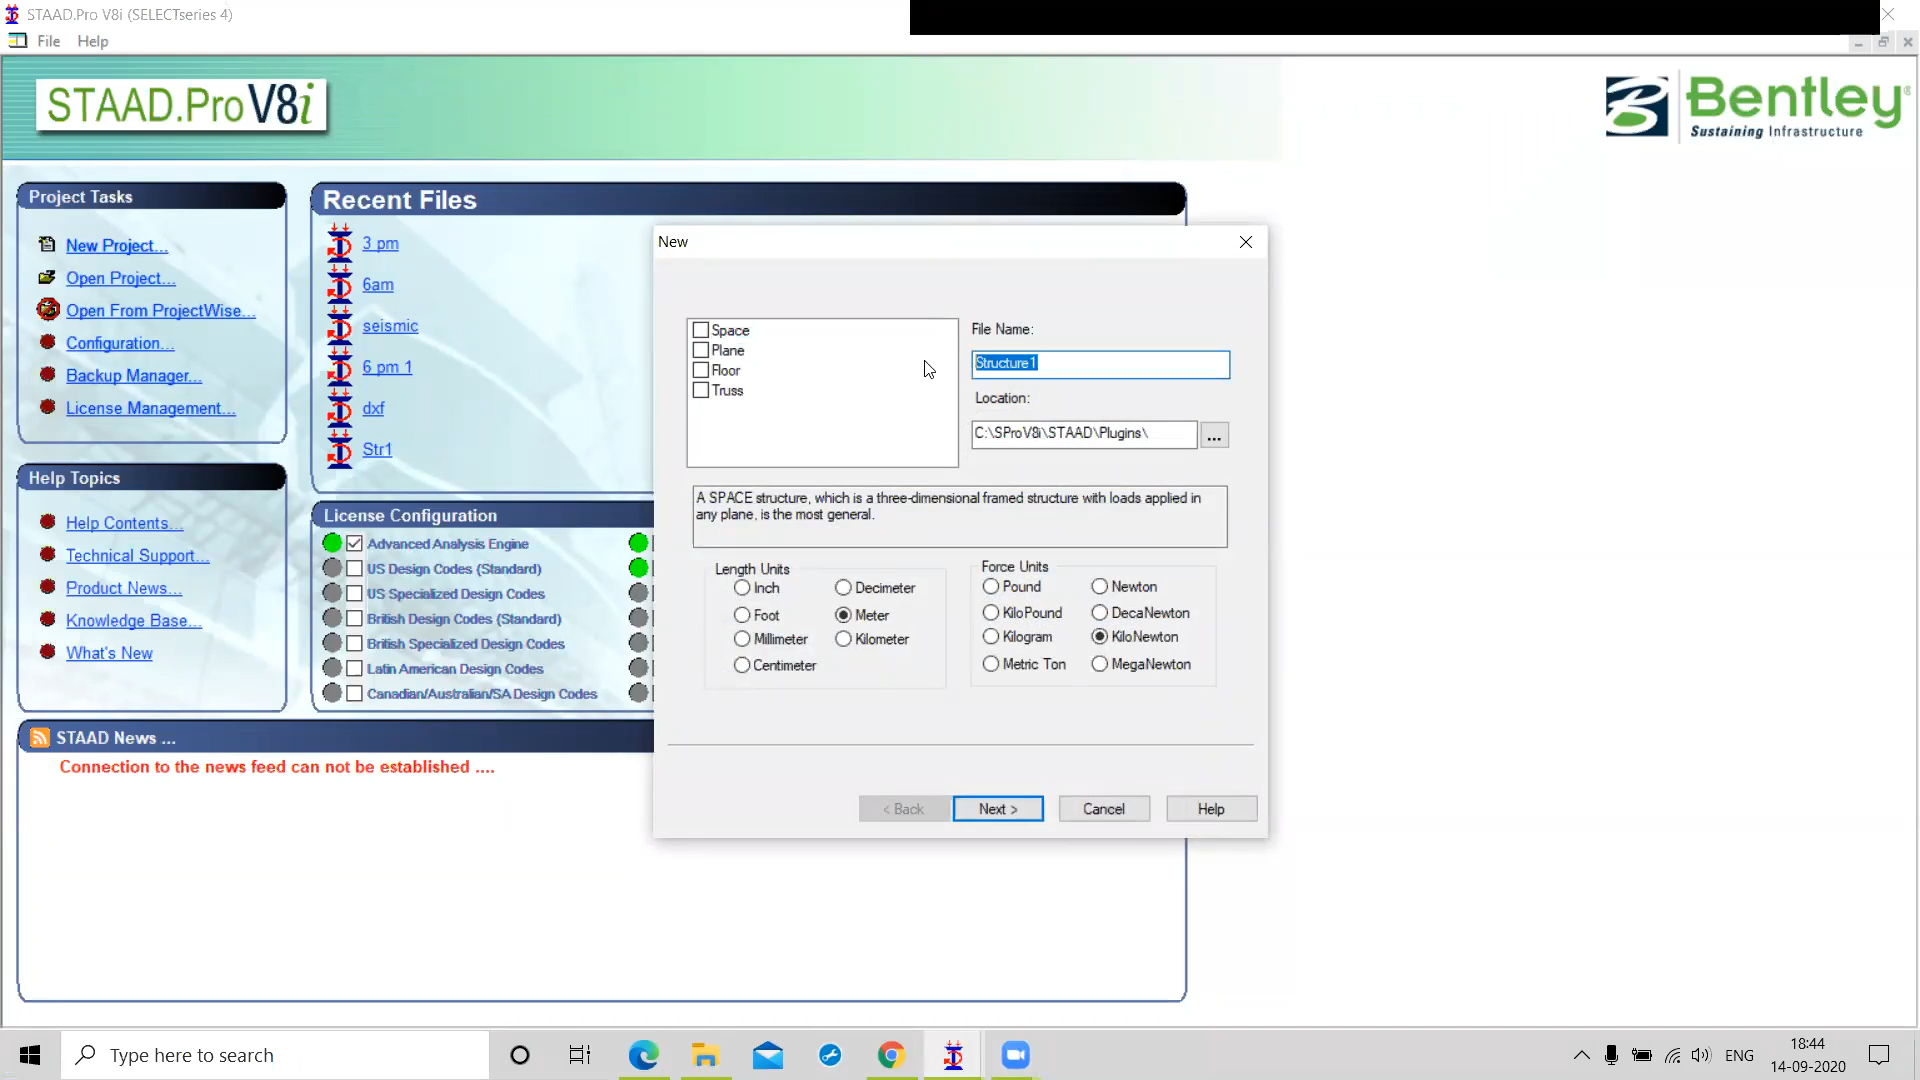 STAAD.Pro V8i (SELECTseries 4)
File Help
STAAD.Pro V8i
Bentley®
Sustaining Infrastructure
Project Tasks
New Project...
Open Project...
Open From ProjectWise...
Configuration...
Backup Manager...
License Management...
Help Topics
Help Contents...
Technical Support...
Product News...
Knowledge Base...
What's New
Recent Files
3 pm
6am
seismic
6 pm 1
dxf
Str1
License Configuration
Advanced Analysis Engine
US Design Codes (Standard)
US Specialized Design Codes
British Design Codes (Standard)
British Specialized Design Codes
Latin American Design Codes
Canadian/Australian/SA Design Codes
STAAD News ...
Connection to the news feed can not be established ....
New
Space
Plane
Floor
Truss
File Name:
Structure1
Location:
C:\SProV8i\STAAD\Plugins\
...
A SPACE structure, which is a three-dimensional framed structure with loads applied in
any plane, is the most general.
Length Units
Inch Decimeter
Foot Meter
Millimeter Kilometer
Centimeter
Force Units
Pound Newton
KiloPound DecaNewton
Kilogram KiloNewton
Metric Ton MegaNewton
< Back Next > Cancel Help
Type here to search
ENG
18:44
14-09-2020